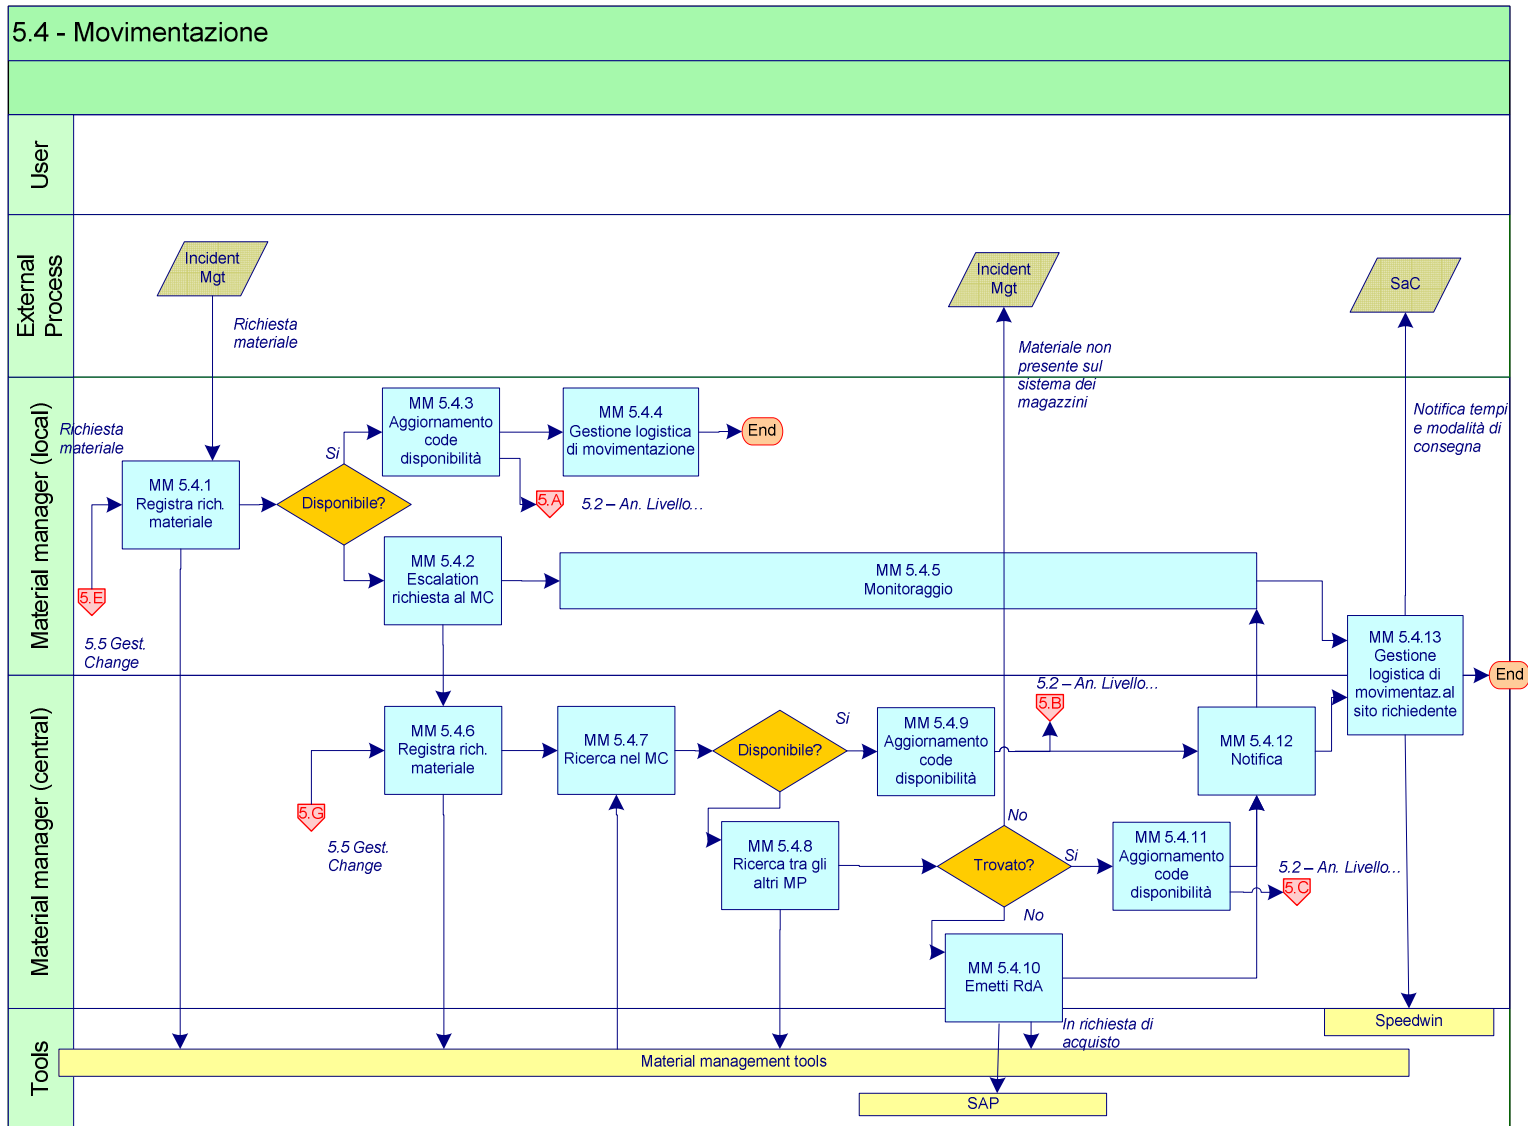 5.4 - Movimentazione
User
External
Process
Incident
Mgt
Richiesta
materiale
Incident
Mgt
Materiale non
presente sul
sistema dei
magazzini
SaC
Notifica tempi
e modalità di
consegna
Material manager (local)
Richiesta
materiale
MM 5.4.1
Registra rich.
materiale
5.E
5.5 Gest.
Change
Disponibile?
Si
MM 5.4.3
Aggiornamento
code
disponibilità
MM 5.4.4
Gestione logistica
di movimentazione
End
5.A
5.2 – An. Livello…
MM 5.4.2
Escalation
richiesta al MC
MM 5.4.5
Monitoraggio
MM 5.4.13
Gestione
logistica di
movimentaz.al
sito richiedente
End
Material manager (central)
MM 5.4.6
Registra rich.
materiale
5.G
5.5 Gest.
Change
MM 5.4.7
Ricerca nel MC
Disponibile?
Si
MM 5.4.9
Aggiornamento
code
disponibilità
5.2 – An. Livello…
5.B
MM 5.4.12
Notifica
MM 5.4.8
Ricerca tra gli
altri MP
No
Trovato?
Si
No
MM 5.4.11
Aggiornamento
code
disponibilità
5.2 – An. Livello…
5.C
MM 5.4.10
Emetti RdA
In richiesta di
acquisto
Tools
Speedwin
Material management tools
SAP